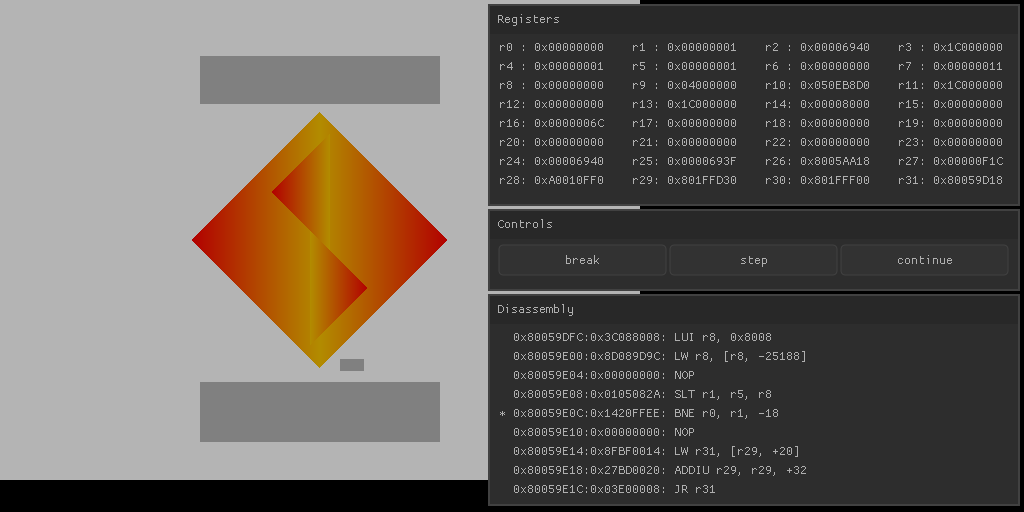 Registers
r0 : 0x00000000 r1 : 0x00000001 r2 : 0x00006940 r3 : 0x1C000000
r4 : 0x00000001 r5 : 0x00000001 r6 : 0x00000000 r7 : 0x00000011
r8 : 0x00000000 r9 : 0x04000000 r10: 0x050EB8D0 r11: 0x1C000000
r12: 0x00000000 r13: 0x1C000000 r14: 0x00008000 r15: 0x00000000
r16: 0x0000006C r17: 0x00000000 r18: 0x00000000 r19: 0x00000000
r20: 0x00000000 r21: 0x00000000 r22: 0x00000000 r23: 0x00000000
r24: 0x00006940 r25: 0x0000693F r26: 0x8005AA18 r27: 0x00000F1C
r28: 0xA0010FF0 r29: 0x801FFD30 r30: 0x801FFF00 r31: 0x80059D18
Controls
break step continue
Disassembly
0x80059DFC:0x3C088008: LUI r8, 0x8008
0x80059E00:0x8D089D9C: LW r8, [r8, -25188]
0x80059E04:0x00000000: NOP
0x80059E08:0x0105082A: SLT r1, r5, r8
* 0x80059E0C:0x1420FFEE: BNE r0, r1, -18
0x80059E10:0x00000000: NOP
0x80059E14:0x8FBF0014: LW r31, [r29, +20]
0x80059E18:0x27BD0020: ADDIU r29, r29, +32
0x80059E1C:0x03E00008: JR r31